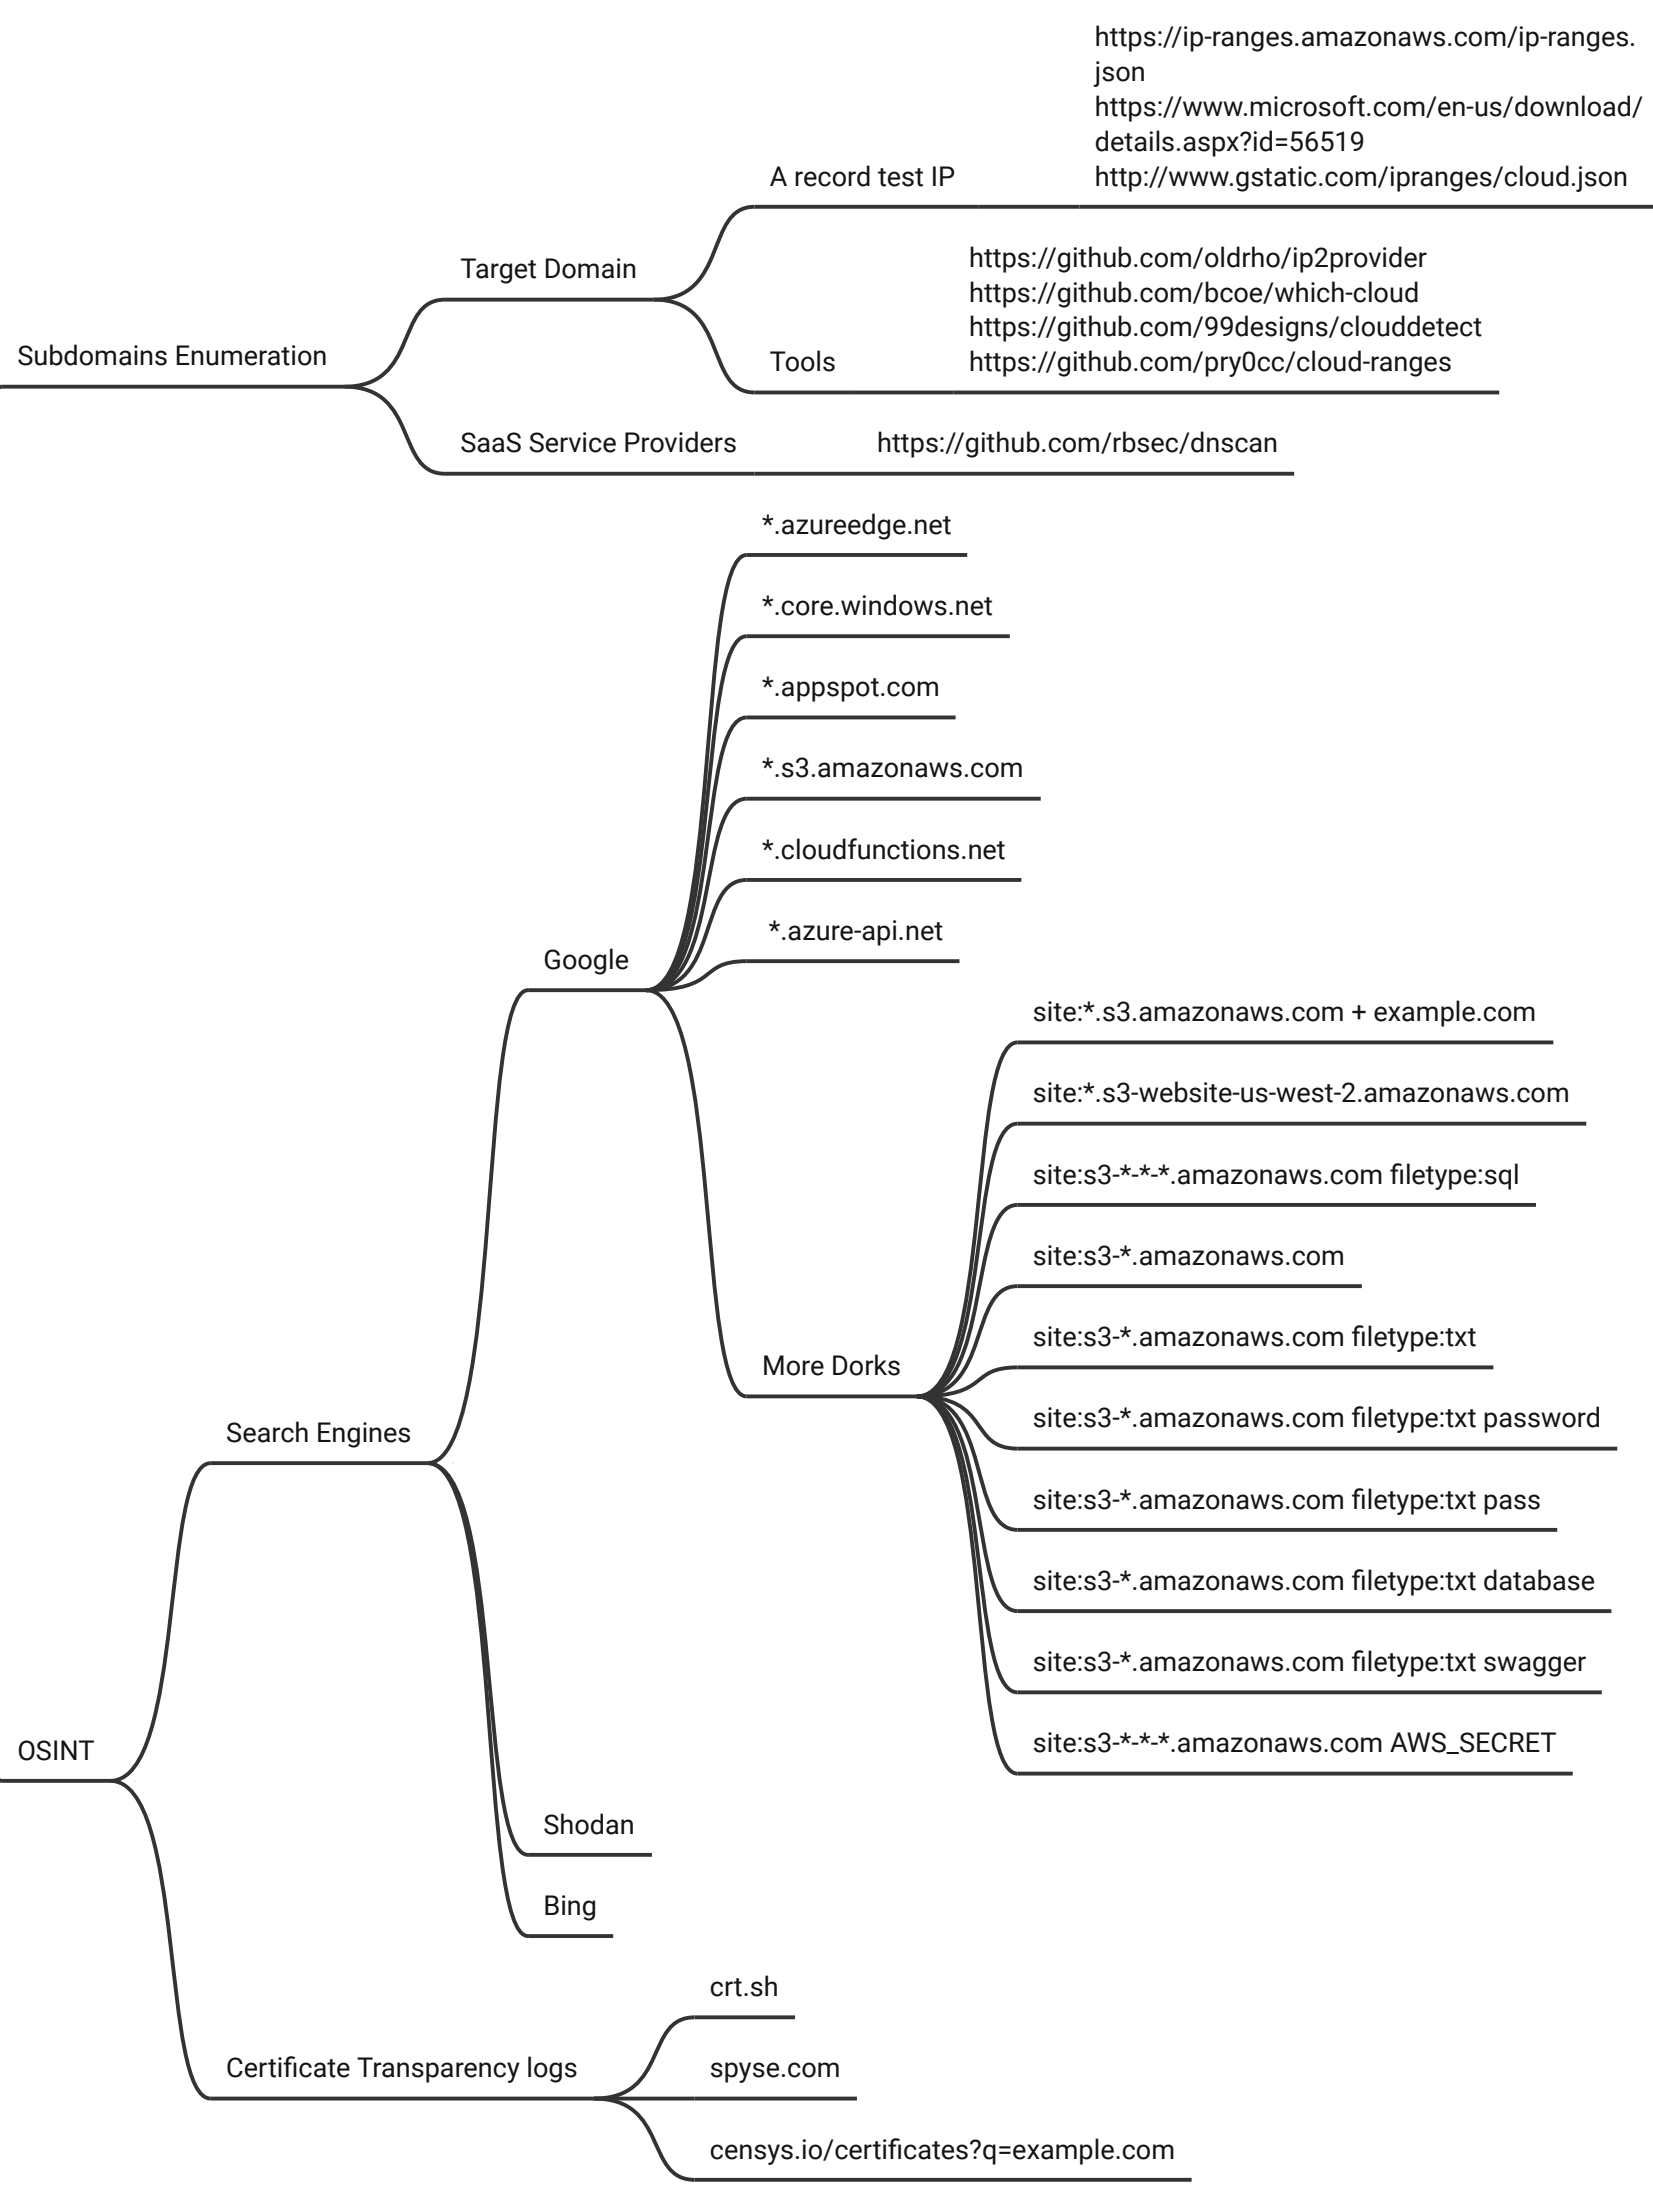 https://ip-ranges.amazonaws.com/ip-ranges.
json
https://www.microsoft.com/en-us/download/
details.aspx?id=56519
http://www.gstatic.com/ipranges/cloud.json
A record test IP
Target Domain
https://github.com/oldrho/ip2provider
https://github.com/bcoe/which-cloud
https://github.com/99designs/clouddetect
https://github.com/pry0cc/cloud-ranges
Tools
Subdomains Enumeration
SaaS Service Providers
https://github.com/rbsec/dnscan
*.azureedge.net
*.core.windows.net
*.appspot.com
*.s3.amazonaws.com
*.cloudfunctions.net
*.azure-api.net
Google
site:*.s3.amazonaws.com + example.com
site:*.s3-website-us-west-2.amazonaws.com
site:s3-*-*-*.amazonaws.com filetype:sql
site:s3-*.amazonaws.com
site:s3-*.amazonaws.com filetype:txt
More Dorks
site:s3-*.amazonaws.com filetype:txt password
Search Engines
site:s3-*.amazonaws.com filetype:txt pass
site:s3-*.amazonaws.com filetype:txt database
site:s3-*.amazonaws.com filetype:txt swagger
site:s3-*-*-*.amazonaws.com AWS_SECRET
OSINT
Shodan
Bing
crt.sh
Certificate Transparency logs
spyse.com
censys.io/certificates?q=example.com